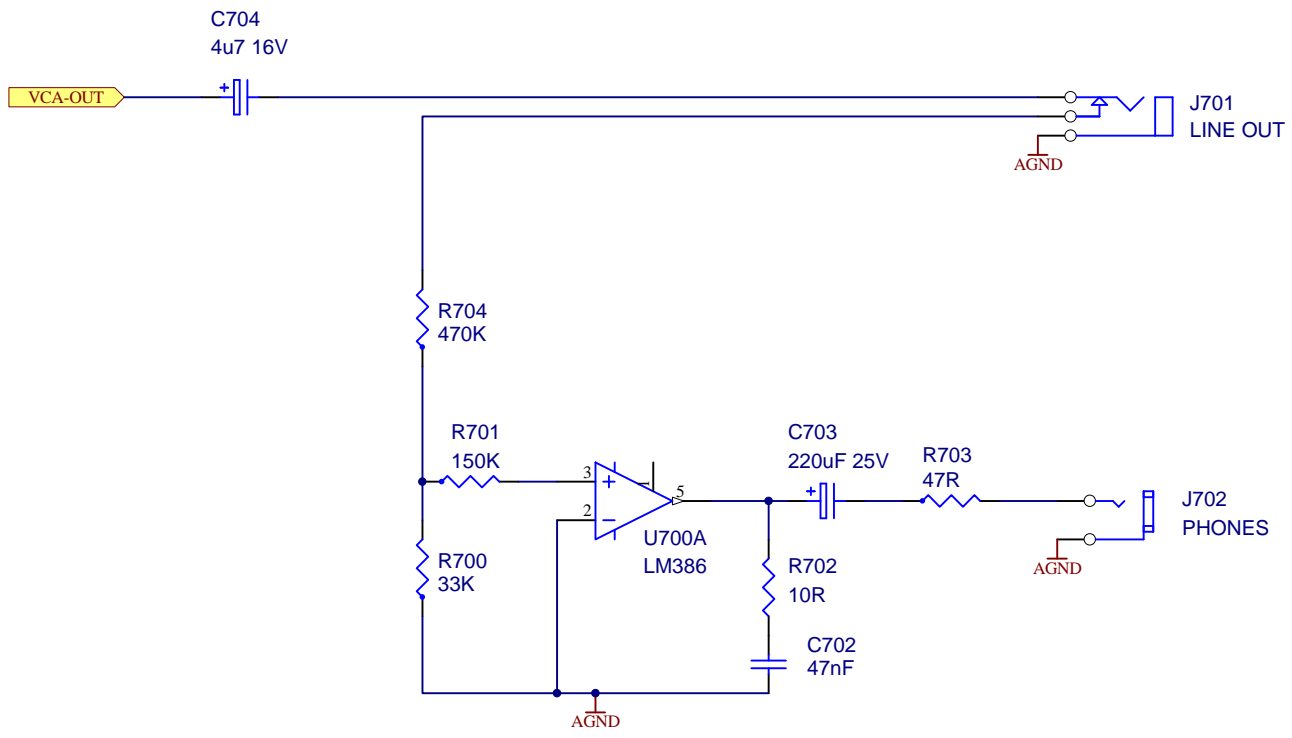 C704
4u7 16V
VCA-OUT
+
J701
LINE OUT
AGND
R704
470K
R701
150K
3
+
1
5
2
−
U700A
LM386
C703
220uF 25V
+
R703
47R
J702
PHONES
AGND
R700
33K
R702
10R
C702
47nF
AGND